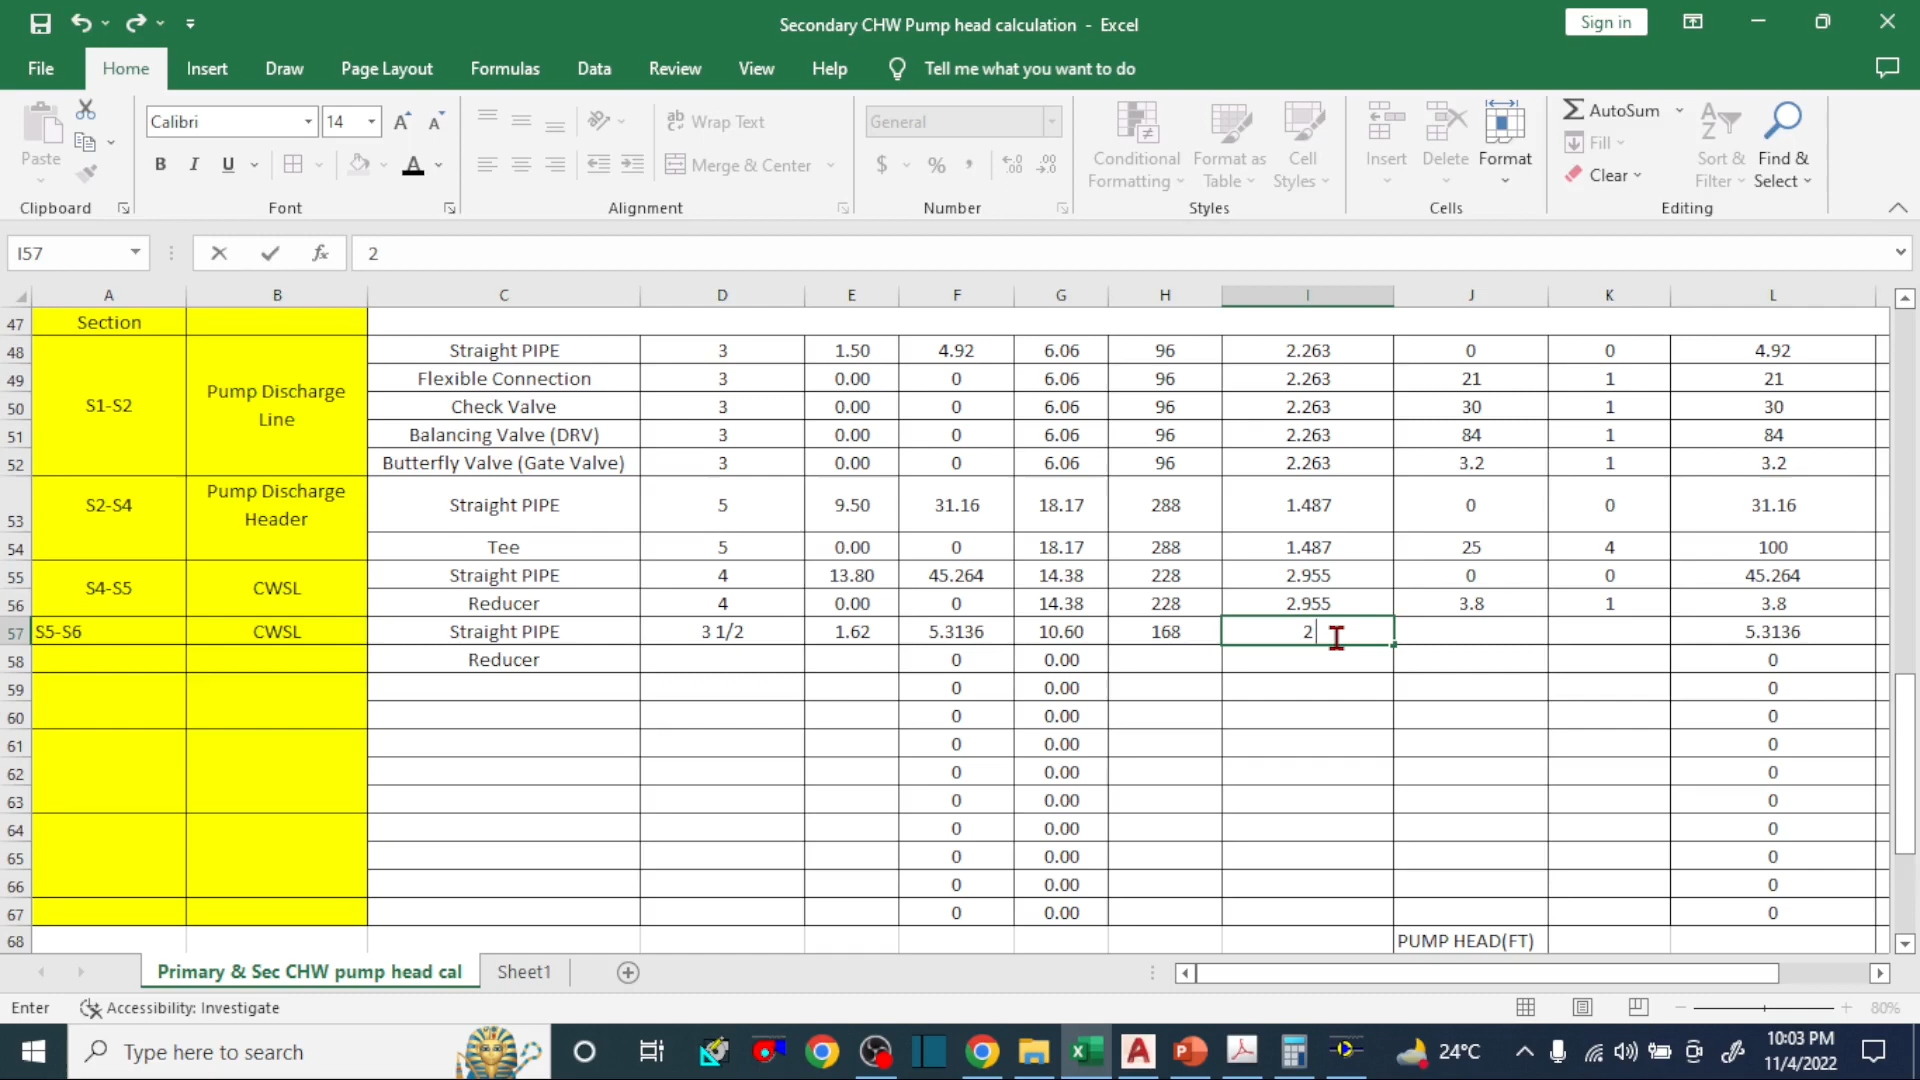 Secondary CHW Pump head calculation - Excel
Sign in
File Home Insert Draw Page Layout Formulas Data Review View Help Tell me what you want to do
Paste
Clipboard
Calibri 14
B I U A
Font
Wrap Text
Merge & Center
Alignment
General
$ % ,
Number
Conditional Formatting
Format as Table
Cell Styles
Styles
Insert Delete Format
Cells
AutoSum
Fill
Clear
Sort & Filter
Find & Select
Editing
I57 fx 2
A B C D E F G H I J K L
47 Section
48 Straight PIPE 3 1.50 4.92 6.06 96 2.263 0 0 4.92
49 Flexible Connection 3 0.00 0 6.06 96 2.263 21 1 21
S1-S2 Pump Discharge Line
50 Check Valve 3 0.00 0 6.06 96 2.263 30 1 30
51 Balancing Valve (DRV) 3 0.00 0 6.06 96 2.263 84 1 84
52 Butterfly Valve (Gate Valve) 3 0.00 0 6.06 96 2.263 3.2 1 3.2
53 S2-S4 Pump Discharge Header Straight PIPE 5 9.50 31.16 18.17 288 1.487 0 0 31.16
54 Tee 5 0.00 0 18.17 288 1.487 25 4 100
55 Straight PIPE 4 13.80 45.264 14.38 228 2.955 0 0 45.264
S4-S5 CWSL
56 Reducer 4 0.00 0 14.38 228 2.955 3.8 1 3.8
57 S5-S6 CWSL Straight PIPE 3 1/2 1.62 5.3136 10.60 168 2 5.3136
58 Reducer 0 0.00 0
59 0 0.00 0
60 0 0.00 0
61 0 0.00 0
62 0 0.00 0
63 0 0.00 0
64 0 0.00 0
65 0 0.00 0
66 0 0.00 0
67 0 0.00 0
68 PUMP HEAD(FT)
Primary & Sec CHW pump head cal Sheet1
Enter Accessibility: Investigate 80%
Type here to search
24°C
10:03 PM
11/4/2022